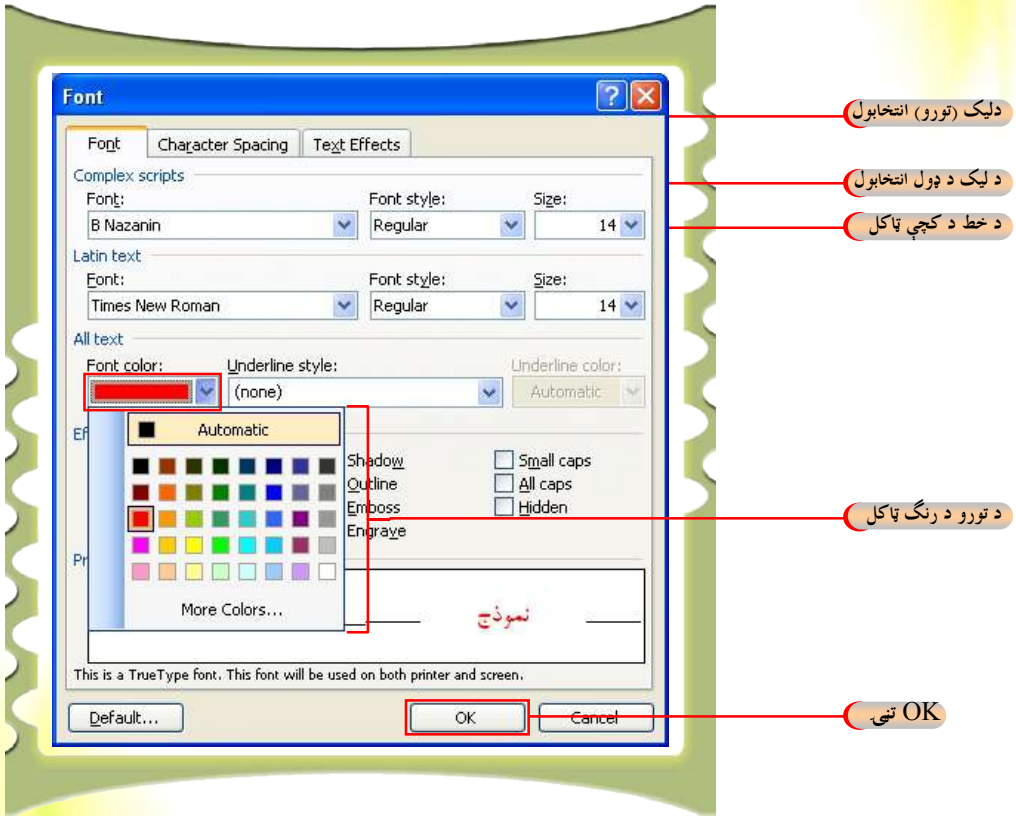 Font
Font Character Spacing Text Effects
دلیک (تورو) انتخابول
Complex scripts
Font: Font style: Size:
د لیک د ډول انتخابول
B Nazanin Regular 14
د خط د کچې ټاکل
Latin text
Font: Font style: Size:
Times New Roman Regular 14
All text
Font color: Underline style: Underline color:
(none) Automatic
Automatic
Shadow Small caps
Outline All caps
Emboss Hidden
Engrave
د تورو د رنګ ټاکل
More Colors...
نموذج
This is a TrueType font. This font will be used on both printer and screen.
Default... OK Cancel
OK تڼۍ